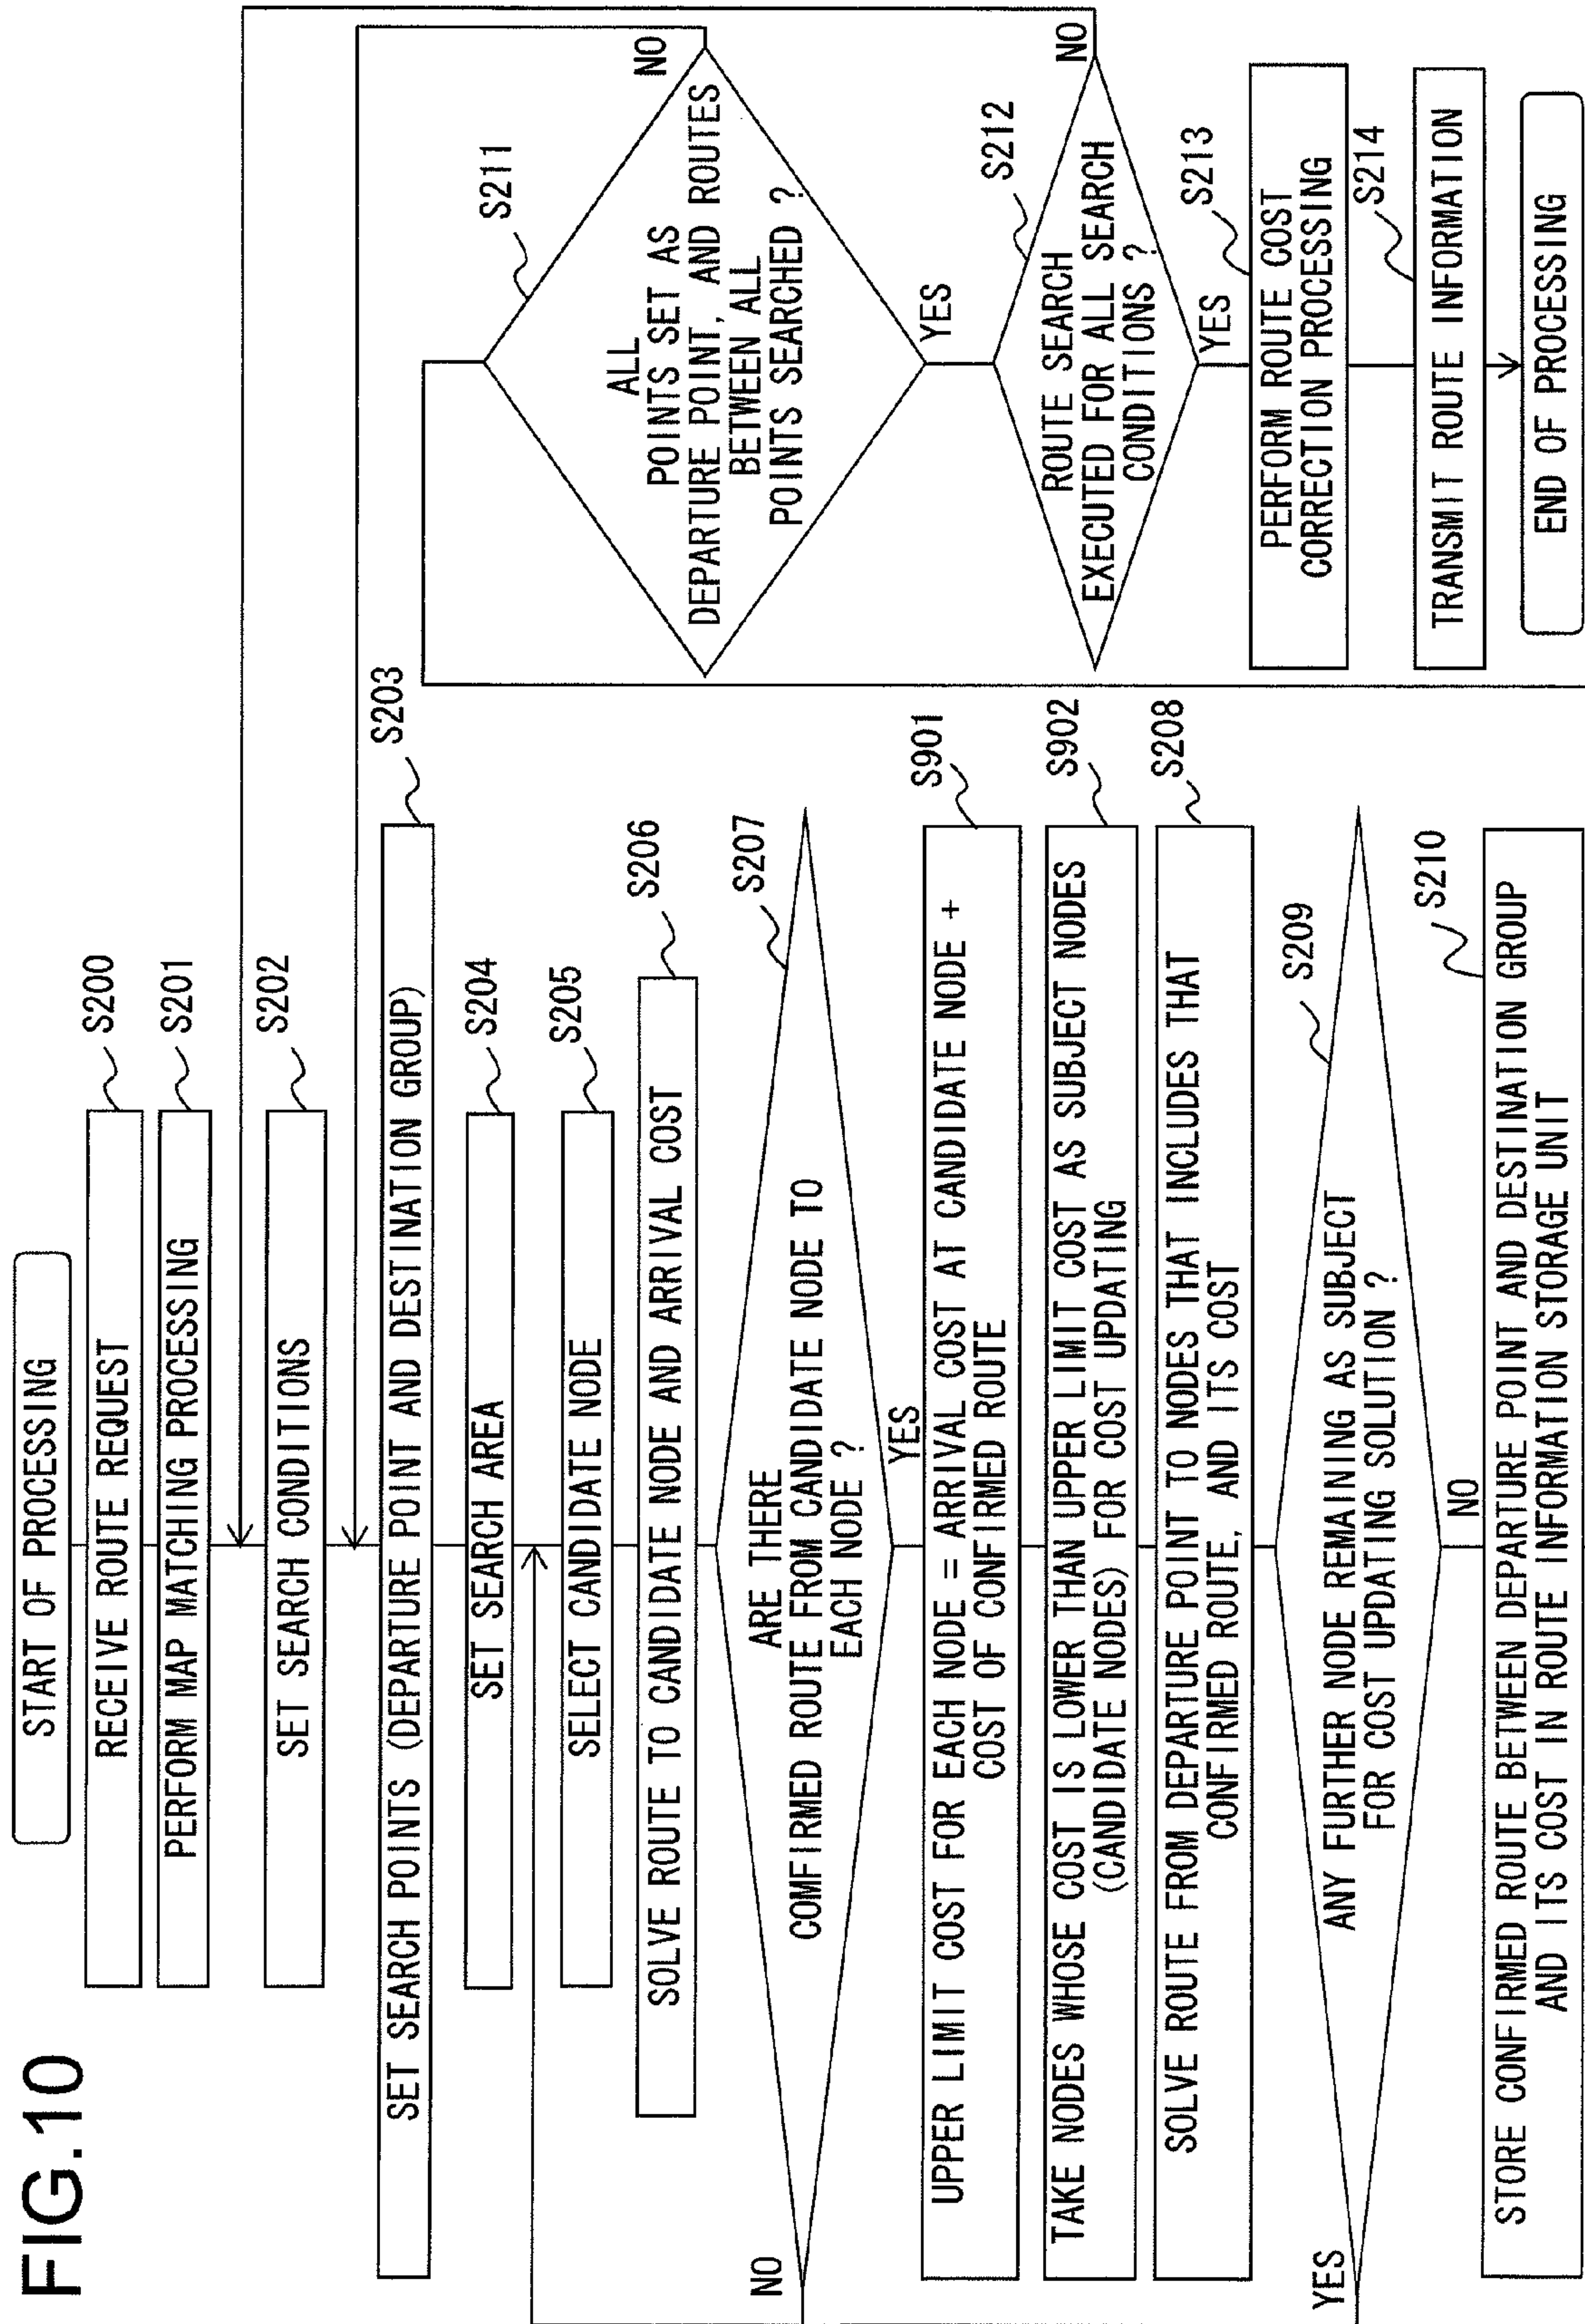 FIG.10
START OF PROCESSING
RECEIVE ROUTE REQUEST
S200
PERFORM MAP MATCHING PROCESSING
S201
SET SEARCH CONDITIONS
S202
SET SEARCH POINTS (DEPARTURE POINT AND DESTINATION GROUP)
S203
SET SEARCH AREA
S204
SELECT CANDIDATE NODE
S205
SOLVE ROUTE TO CANDIDATE NODE AND ARRIVAL COST
S206
ARE THERE
COMFIRMED ROUTE FROM CANDIDATE NODE TO
EACH NODE ?
S207
NO
YES
UPPER LIMIT COST FOR EACH NODE = ARRIVAL COST AT CANDIDATE NODE +
COST OF CONFIRMED ROUTE
S901
TAKE NODES WHOSE COST IS LOWER THAN UPPER LIMIT COST AS SUBJECT NODES
(CANDIDATE NODES) FOR COST UPDATING
S902
SOLVE ROUTE FROM DEPARTURE POINT TO NODES THAT INCLUDES THAT
CONFIRMED ROUTE, AND ITS COST
S208
ANY FURTHER NODE REMAINING AS SUBJECT
FOR COST UPDATING SOLUTION ?
S209
YES
NO
STORE CONFIRMED ROUTE BETWEEN DEPARTURE POINT AND DESTINATION GROUP
AND ITS COST IN ROUTE INFORMATION STORAGE UNIT
S210
ALL
POINTS SET AS
DEPARTURE POINT, AND ROUTES
BETWEEN ALL
POINTS SEARCHED ?
S211
NO
YES
ROUTE SEARCH
EXECUTED FOR ALL SEARCH
CONDITIONS ?
S212
NO
YES
PERFORM ROUTE COST
CORRECTION PROCESSING
S213
TRANSMIT ROUTE INFORMATION
S214
END OF PROCESSING